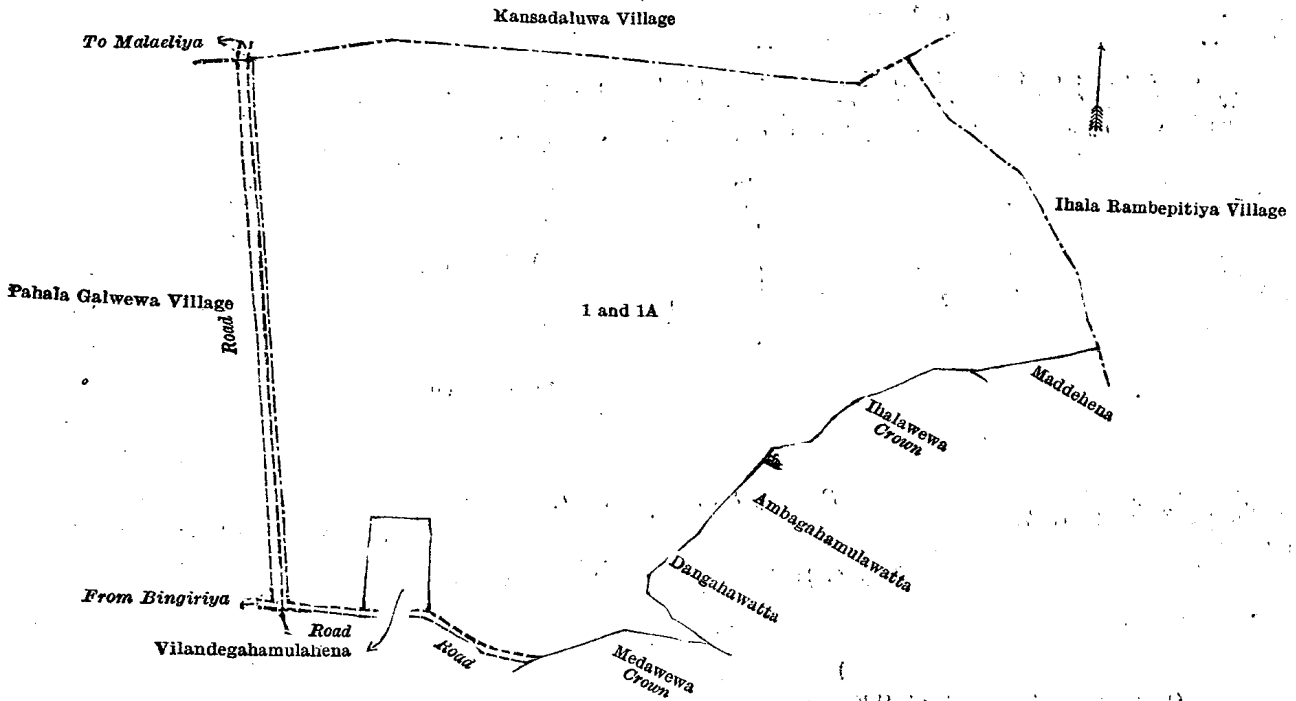 Kansadaluwa Village
To Malaeliya
Ihala Rambepitiya Village
Pahala Galwewa Village
Road
1 and 1A
Maddehena
Ihalawewa
Crown
Ambagahamulawatta
Dangahawatta
From Bingiriya
Road
Vilandegahamulahena
Road
Medawewa
Crown